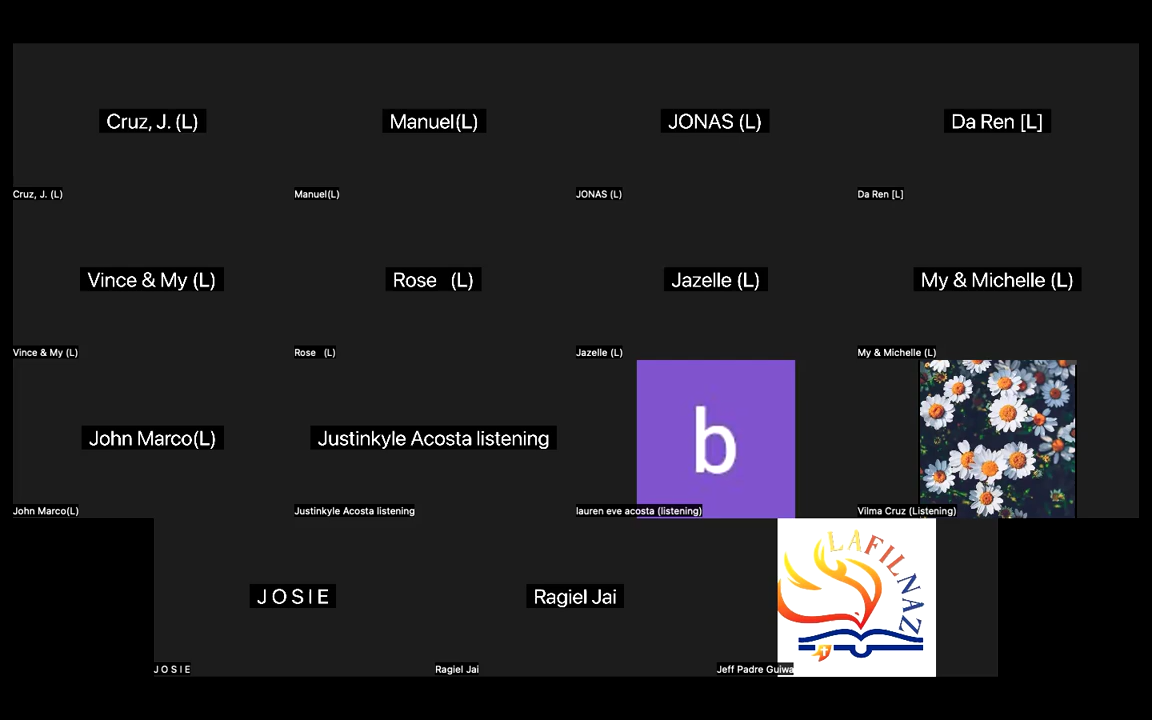 Cruz, J. (L)
Manuel(L)
JONAS (L)
Da Ren [L]
Cruz, J. (L)
Manuel(L)
JONAS (L)
Da Ren [L]
Vince & My (L)
Rose (L)
Jazelle (L)
My & Michelle (L)
Vince & My (L)
Rose (L)
Jazelle (L)
My & Michelle (L)
John Marco(L)
Justinkyle Acosta listening
b
John Marco(L)
Justinkyle Acosta listening
lauren eve acosta (listening)
Vilma Cruz (Listening)
J O S I E
Ragiel Jai
LAFILNAZ
J O S I E
Ragiel Jai
Jeff Padre Guiwa